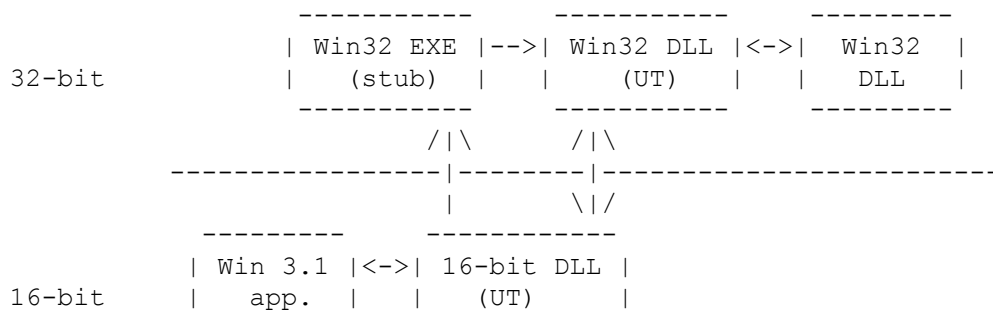 -----------    -----------    ---------
                   | Win32 EXE |-->| Win32 DLL |<->|  Win32  |
32-bit             |   (stub)  |   |    (UT)   |   |   DLL   |
                    -----------    -----------    ---------
                            /|\       /|\
           -----------------|--------|-------------------------
                             |        \|/
             ---------     ------------
            | Win 3.1 |<->| 16-bit DLL |
16-bit      |   app.  |   |   (UT)     |